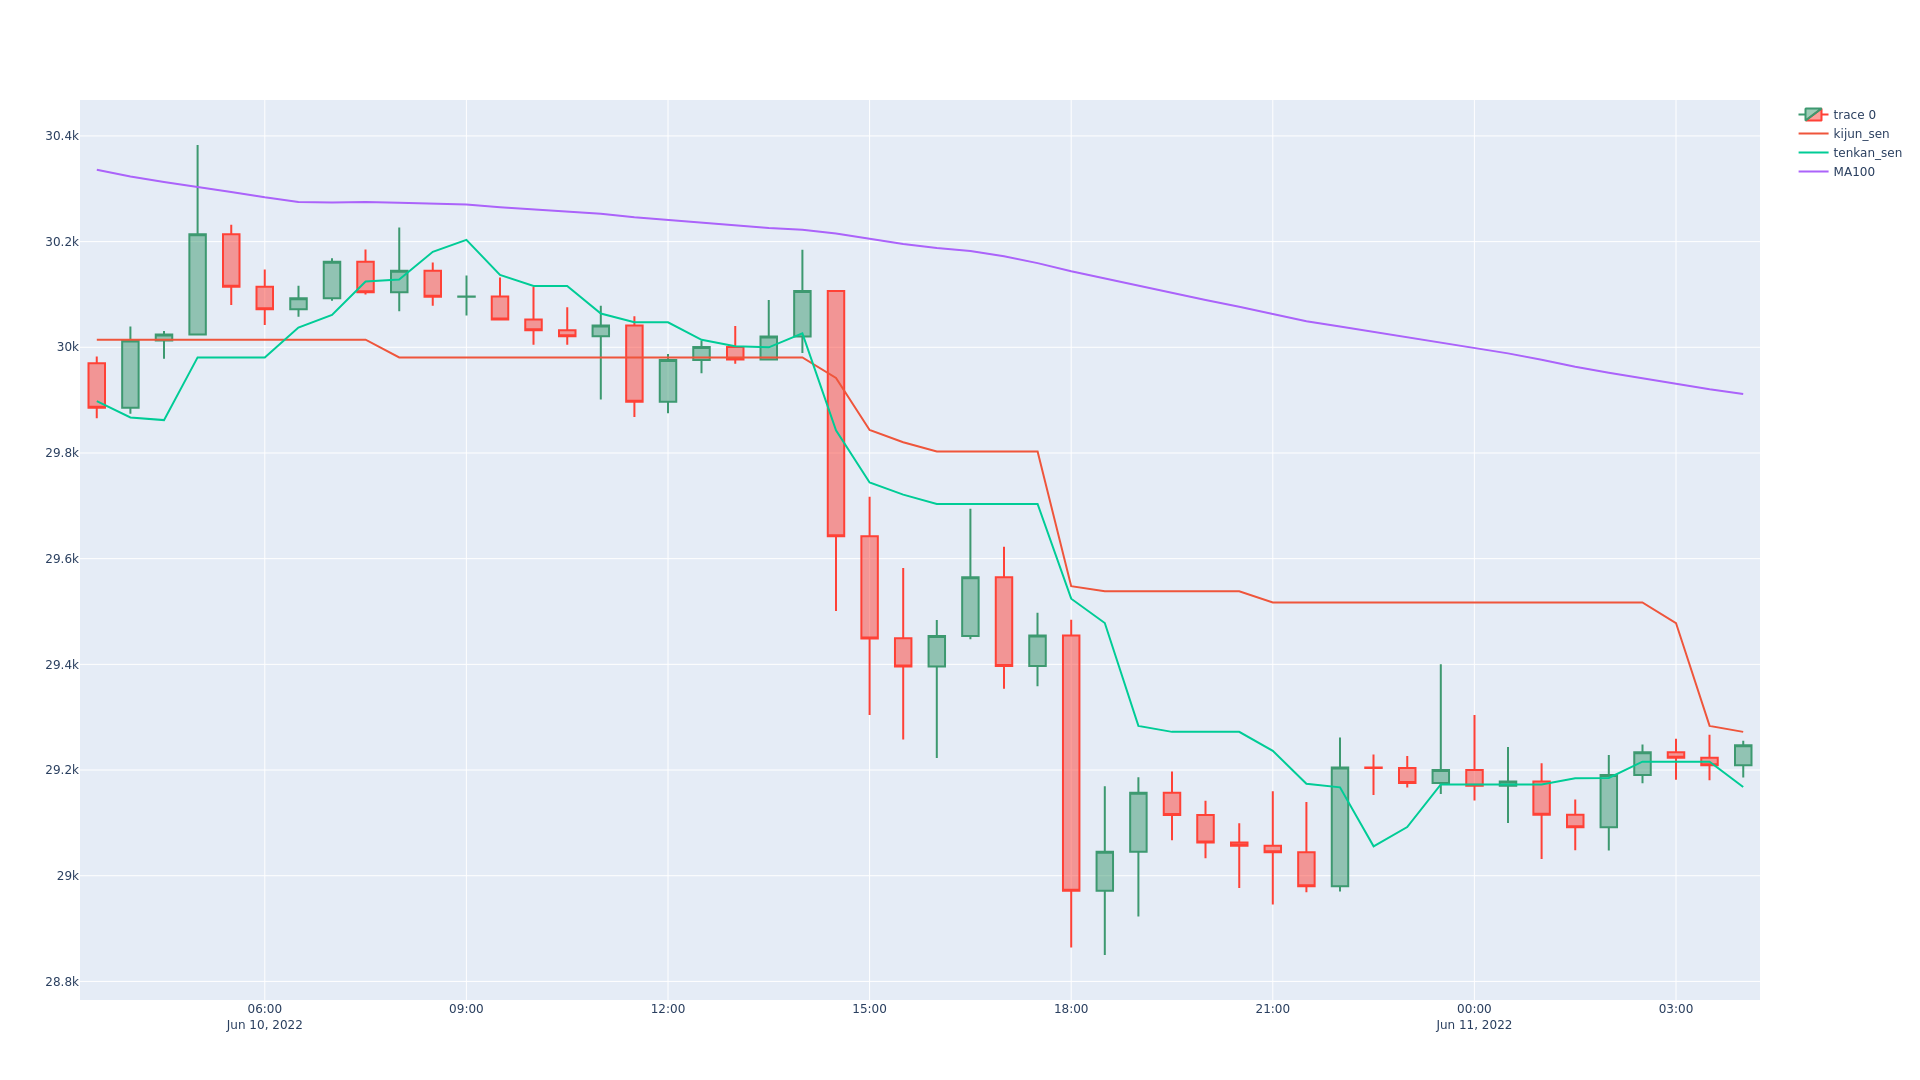 30.4k
30.2k
30k
29.8k
29.6k
29.4k
29.2k
29k
28.8k
06:00
Jun 10, 2022
09:00
12:00
15:00
18:00
21:00
00:00
Jun 11, 2022
03:00
trace 0
kijun_sen
tenkan_sen
MA100